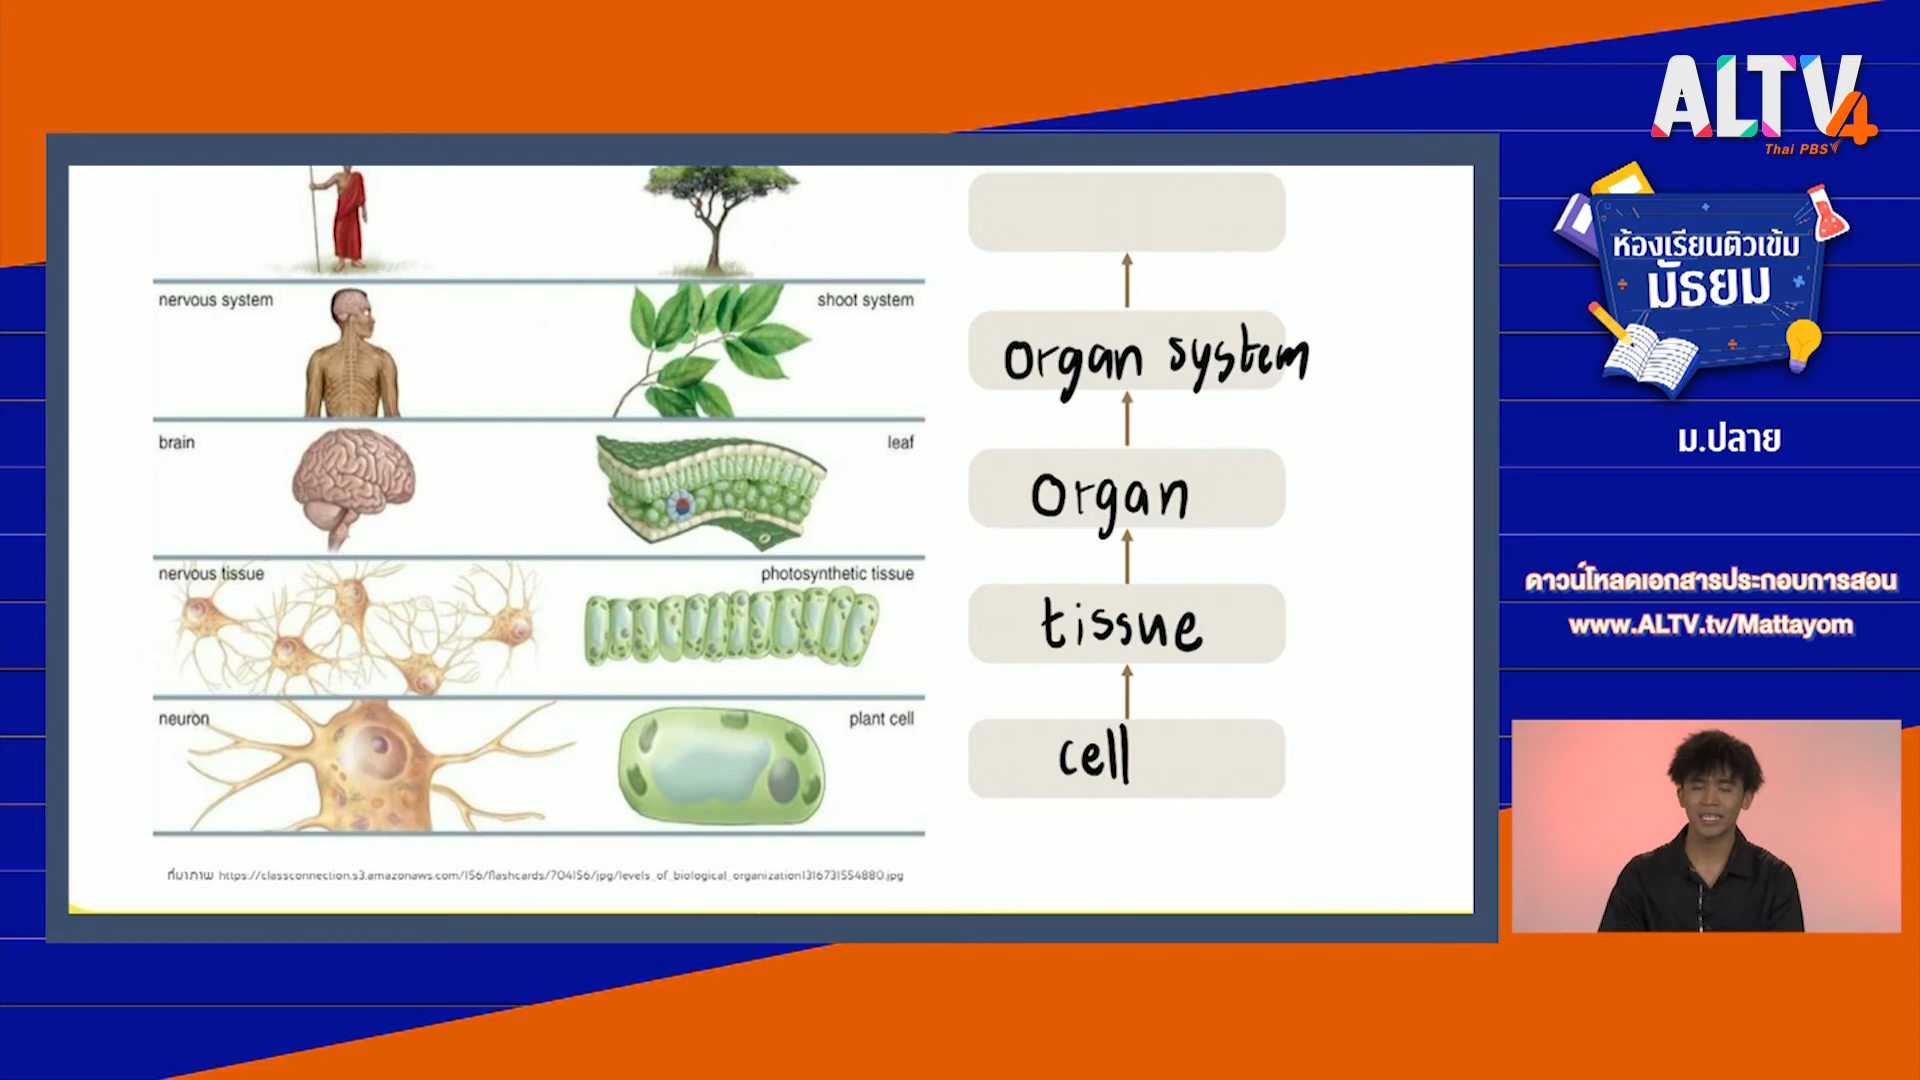 ALTV4
Thai PBS
ห้องเรียนติวเข้ม
มัธยม
ม.ปลาย
ดาวน์โหลดเอกสารประกอบการสอน
www.ALTV.tv/Mattayom
nervous system
shoot system
organ system
brain
leaf
organ
nervous tissue
photosynthetic tissue
tissue
neuron
plant cell
cell
ที่มาภาพ https://classconnection.s3.amazonaws.com/156/flashcards/704156/jpg/levels_of_biological_organization1316731554880.jpg